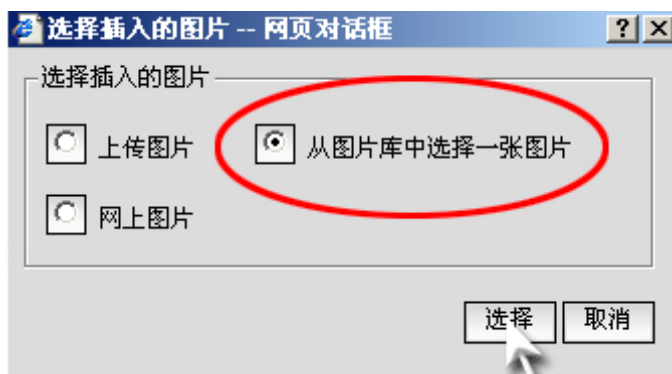 选择插入的图片 -- 网页对话框
选择插入的图片
上传图片 从图片库中选择一张图片
网上图片
选择 取消